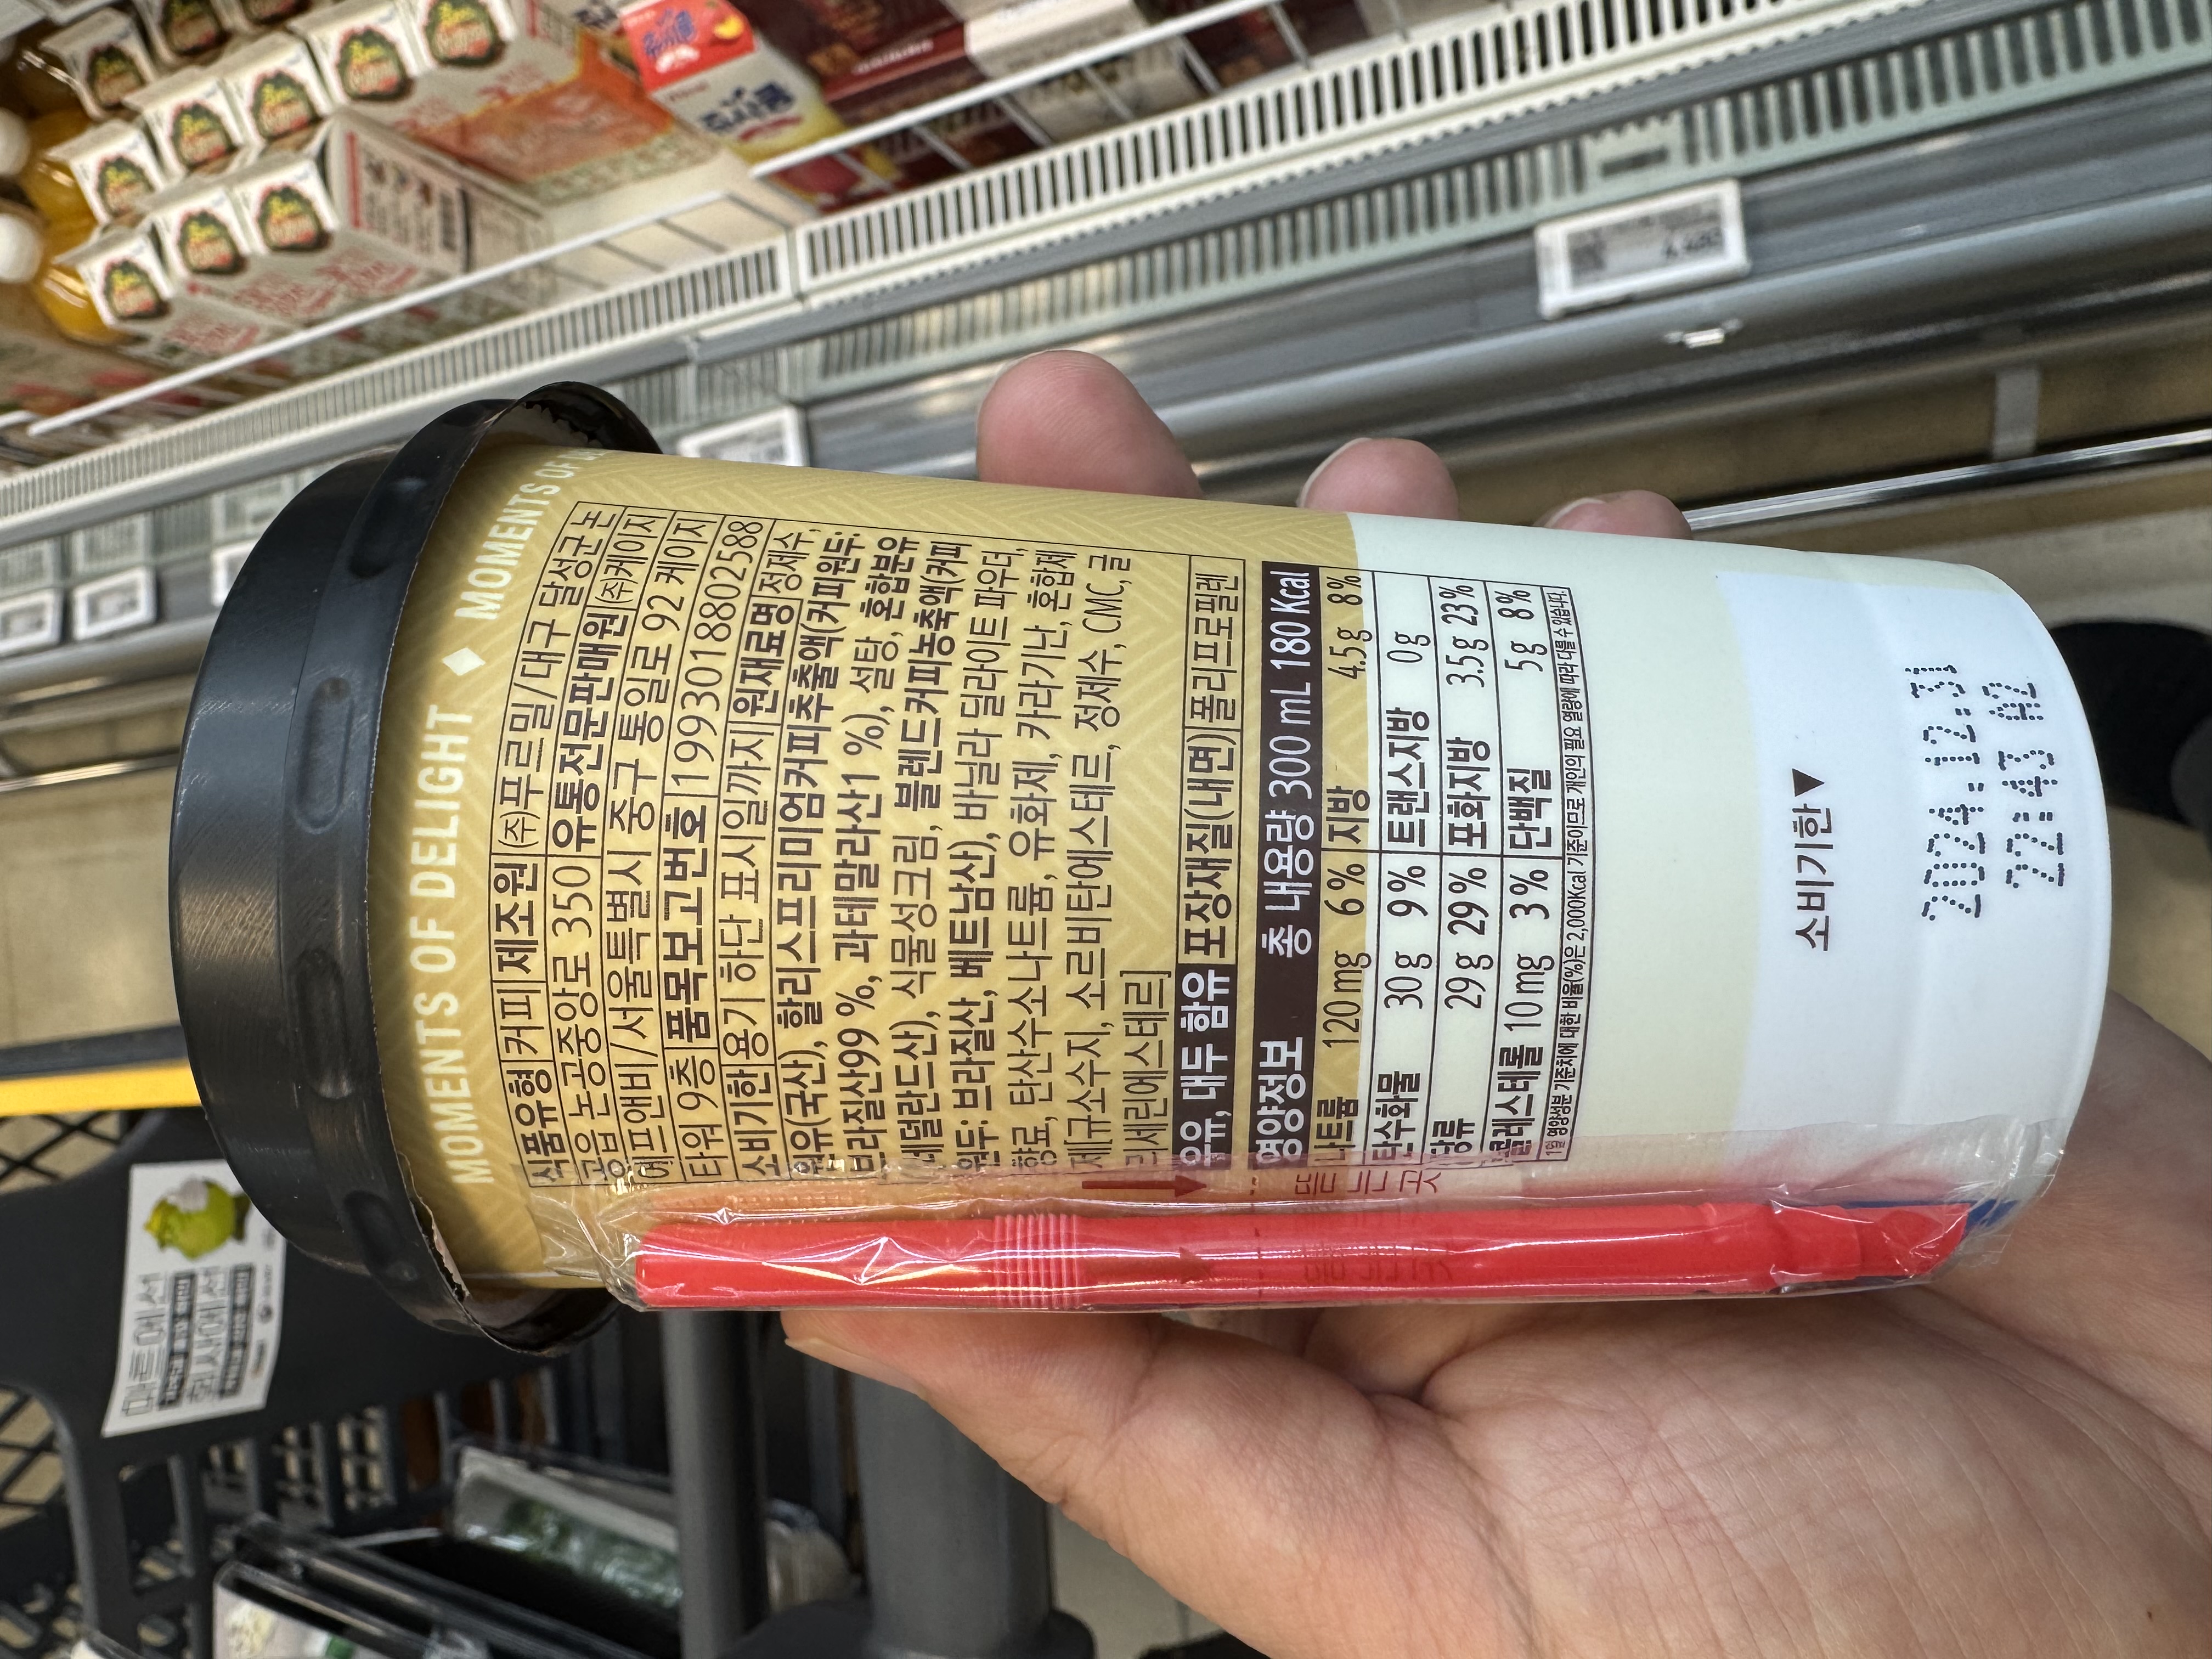 마트에선
회사에선
MOMENTS OF DELIGHT ◆ MOMENTS OF
식품유형 커피 제조원 ㈜푸르밀/대구 달성군 논
공읍 논공중앙로 350 유통전문판매원 ㈜케이지
에프앤비/서울특별시 중구 통일로 92 케이지
타워 9층 품목보고번호 1993018802588
소비기한 용기 하단 표시일까지 원재료명 정제수,
원유(국산), 할리스프리미엄커피추출액(커피원두:
브라질산99 %, 과테말라산1 %), 설탕, 혼합분유
(네덜란드산), 식물성크림, 블렌드커피농축액(커피
원두: 브라질산, 베트남산), 바닐라 딜라이트 파우더,
향료, 탄산수소나트륨, 유화제, 카라기난, 혼합제
제[규소수지, 소르비탄에스테르, 정제수, CMC, 글
리세린에스테르]
우유, 대두 함유 포장재질(내면) 폴리프로필렌
영양정보 총 내용량 300 mL 180 Kcal
나트륨 120 mg 6 % 지방 4.5 g 8 %
탄수화물 30 g 9 % 트랜스지방 0 g
당류 29 g 29 % 포화지방 3.5 g 23 %
콜레스테롤 10 mg 3 % 단백질 5 g 8 %
1일 영양성분 기준치에 대한 비율(%)은 2,000Kcal 기준이므로 개인의 필요 열량에 따라 다를 수 있습니다.
뜯는곳
소비기한▼
2024.12.31
22:43 A2